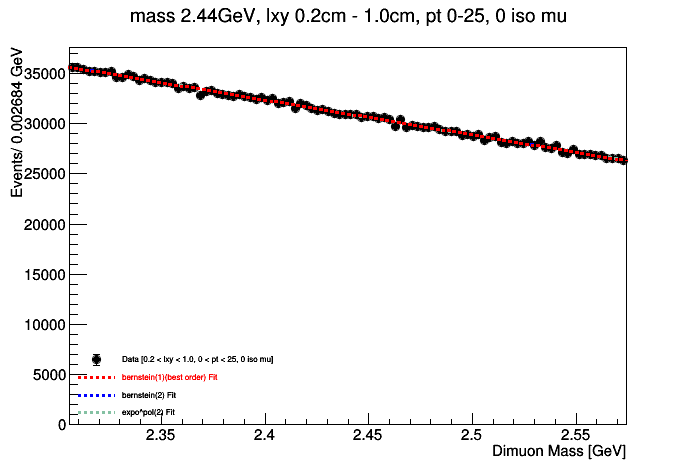 mass 2.44GeV, lxy 0.2cm - 1.0cm, pt 0-25, 0 iso mu
Events/ 0.002684 GeV
35000
30000
25000
20000
15000
10000
5000
0
Data [0.2 < lxy < 1.0, 0 < pt < 25, 0 iso mu]
bernstein(1)(best order) Fit
bernstein(2) Fit
expo^pol(2) Fit
2.35 2.4 2.45 2.5 2.55
Dimuon Mass [GeV]